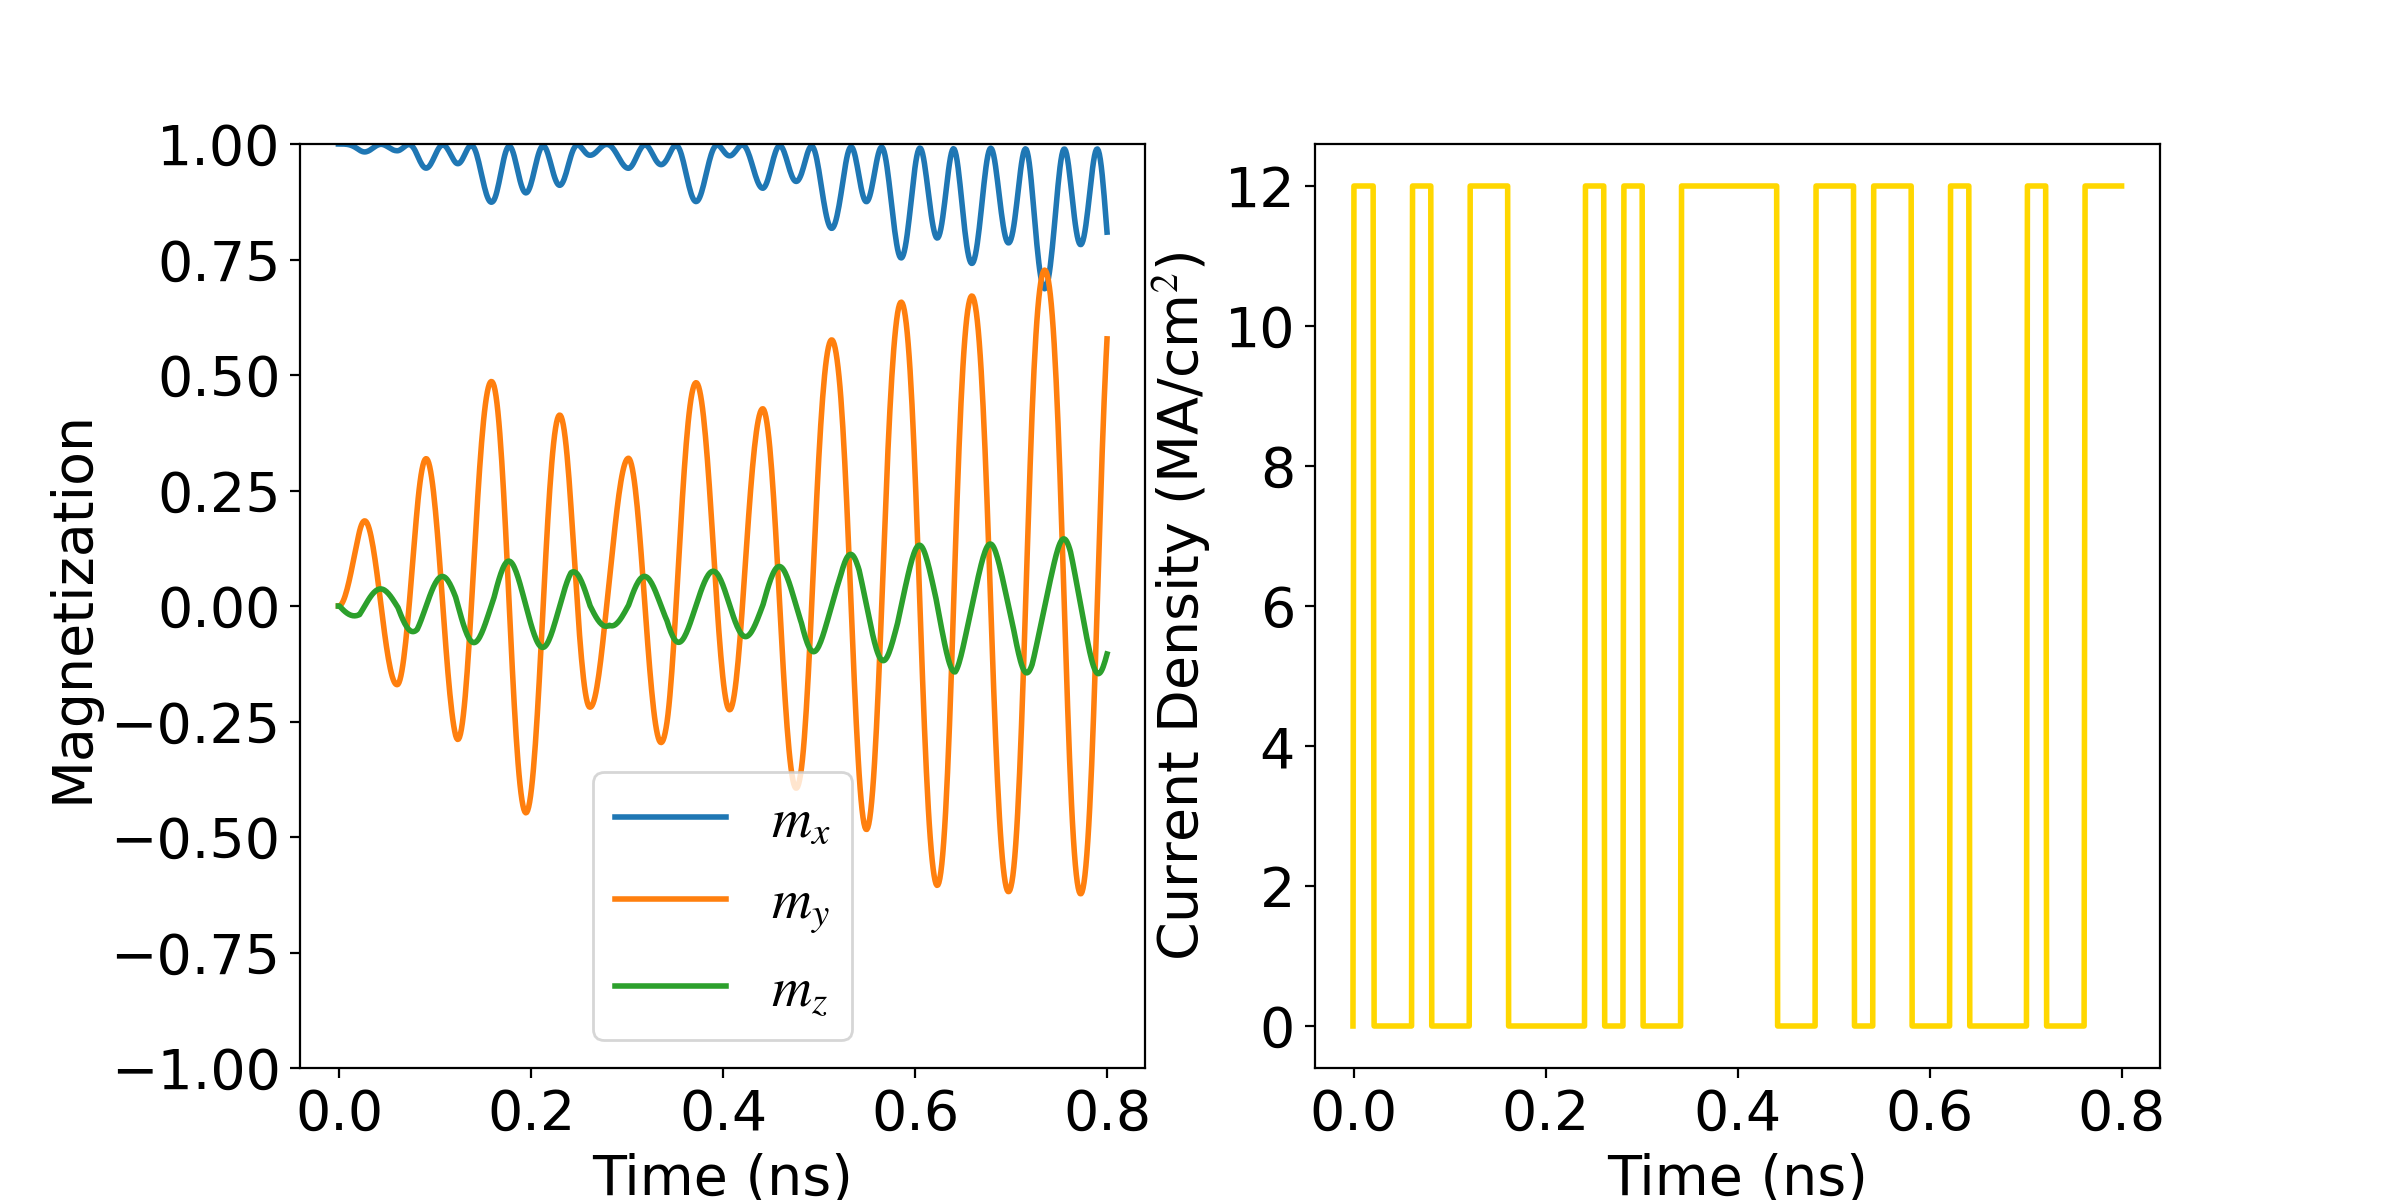 1.00
0.75
0.50
0.25
0.00
−0.25
−0.50
−0.75
−1.00
Magnetization
0.0 0.2 0.4 0.6 0.8
Time (ns)
m_x
m_y
m_z
12
10
8
6
4
2
0
Current Density (MA/cm²)
0.0 0.2 0.4 0.6 0.8
Time (ns)